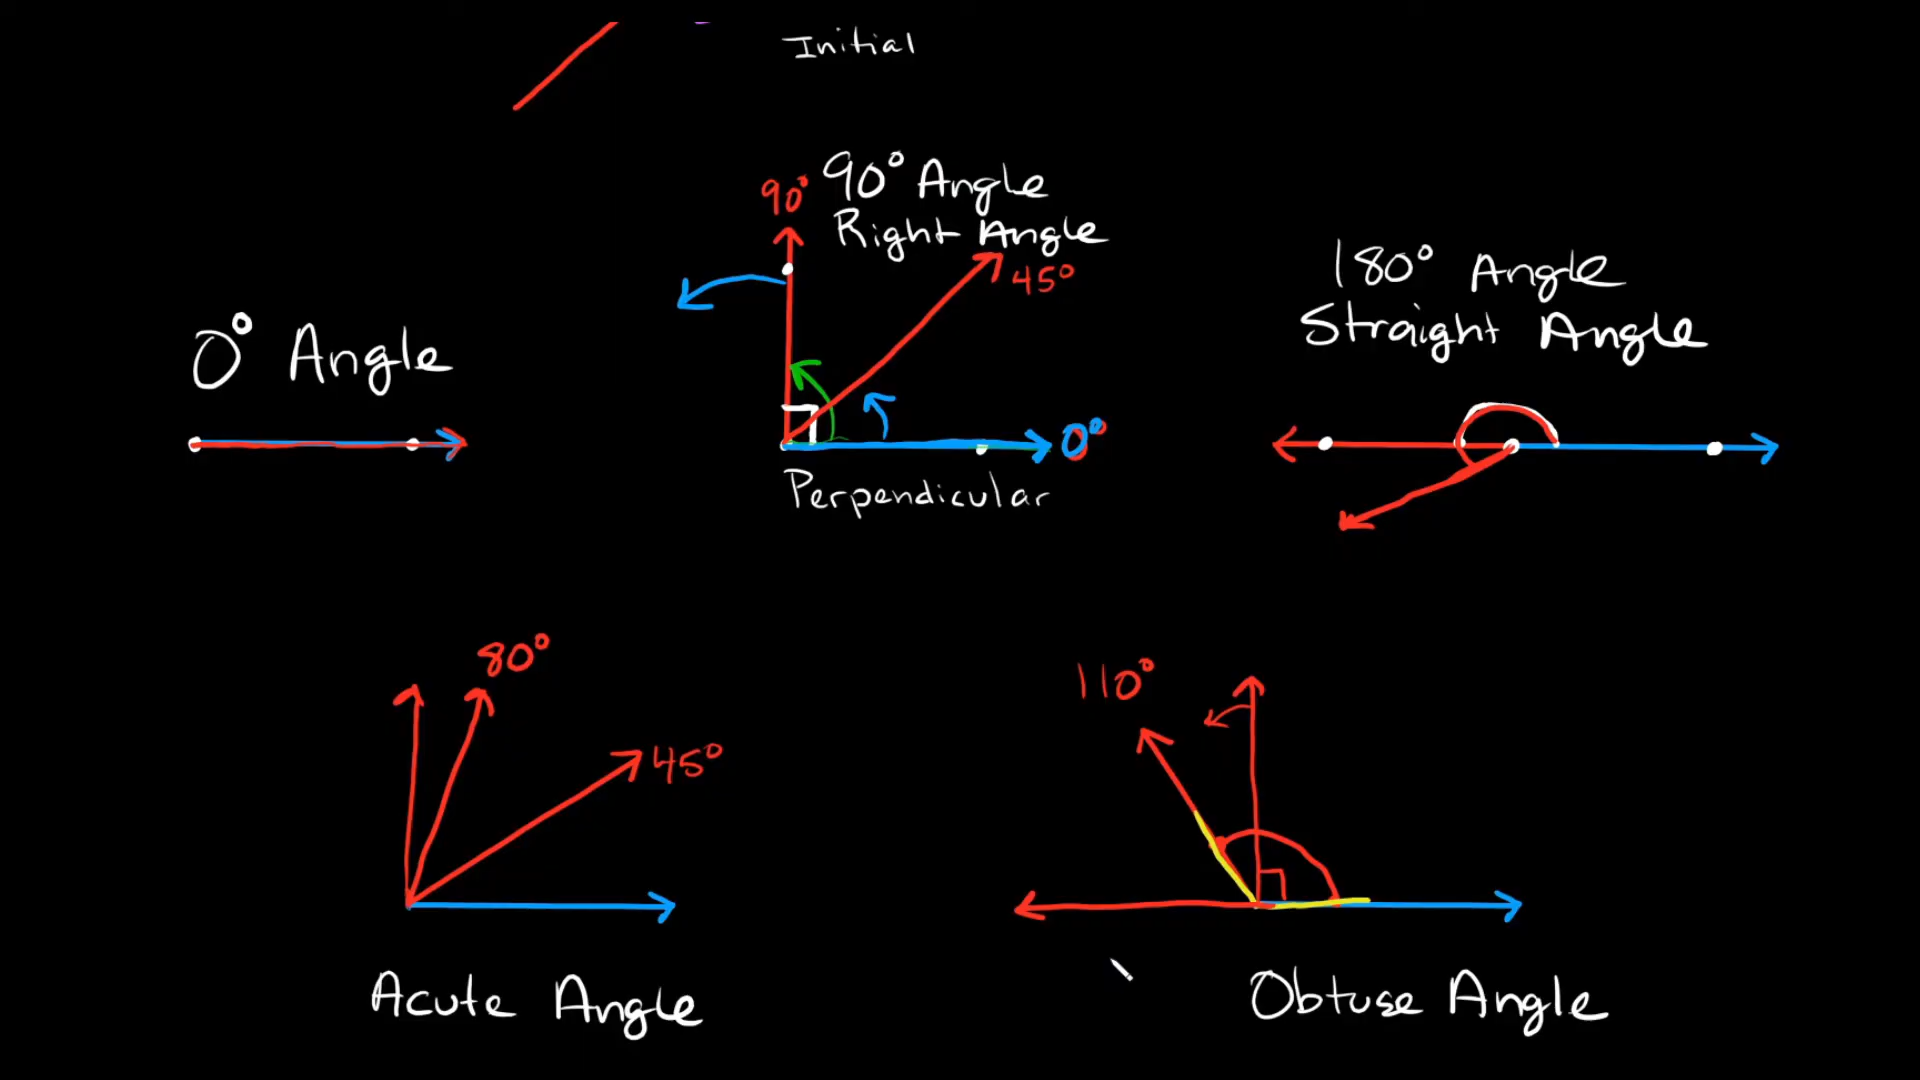 Initial
90° 90° Angle
Right Angle
45°
180° Angle
Straight Angle
0° Angle
0°
Perpendicular
80°
110°
45°
Acute Angle
Obtuse Angle